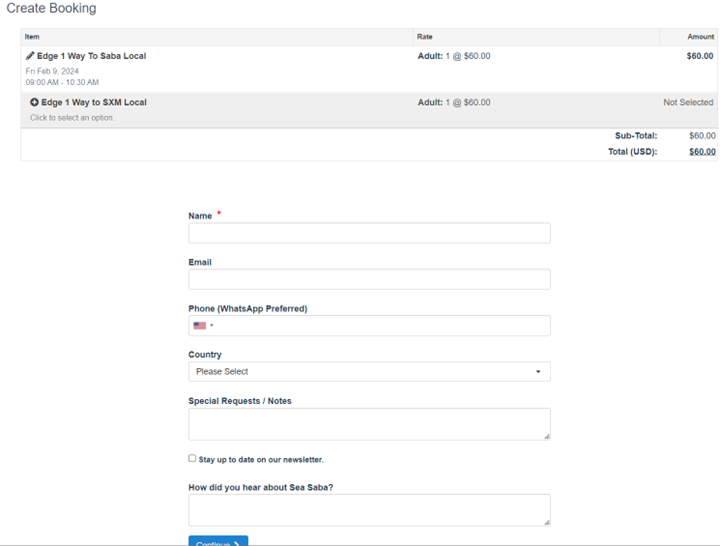 Create Booking
Item Rate Amount
Edge 1 Way To Saba Local Adult: 1 @ $60.00 $60.00
Fri Feb 9, 2024
09:00 AM - 10:30 AM
Edge 1 Way to SXM Local Adult: 1 @ $60.00 Not Selected
Click to select an option.
Sub-Total: $60.00
Total (USD): $60.00
Name *
Email
Phone (WhatsApp Preferred)
Country
Please Select
Special Requests / Notes
Stay up to date on our newsletter.
How did you hear about Sea Saba?
Continue